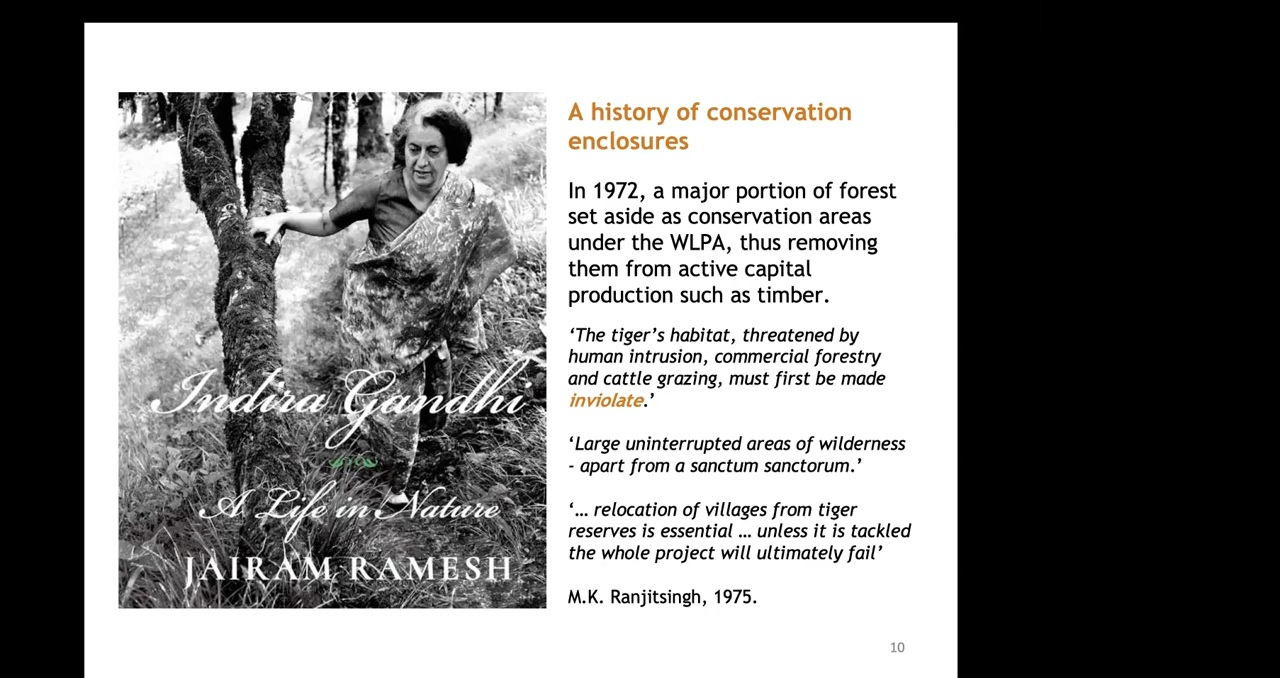 Indira Gandhi
A Life in Nature
JAIRAM RAMESH
A history of conservation
enclosures
In 1972, a major portion of forest
set aside as conservation areas
under the WLPA, thus removing
them from active capital
production such as timber.
‘The tiger’s habitat, threatened by
human intrusion, commercial forestry
and cattle grazing, must first be made
inviolate.’
‘Large uninterrupted areas of wilderness
- apart from a sanctum sanctorum.’
‘… relocation of villages from tiger
reserves is essential … unless it is tackled
the whole project will ultimately fail’
M.K. Ranjitsingh, 1975.
10